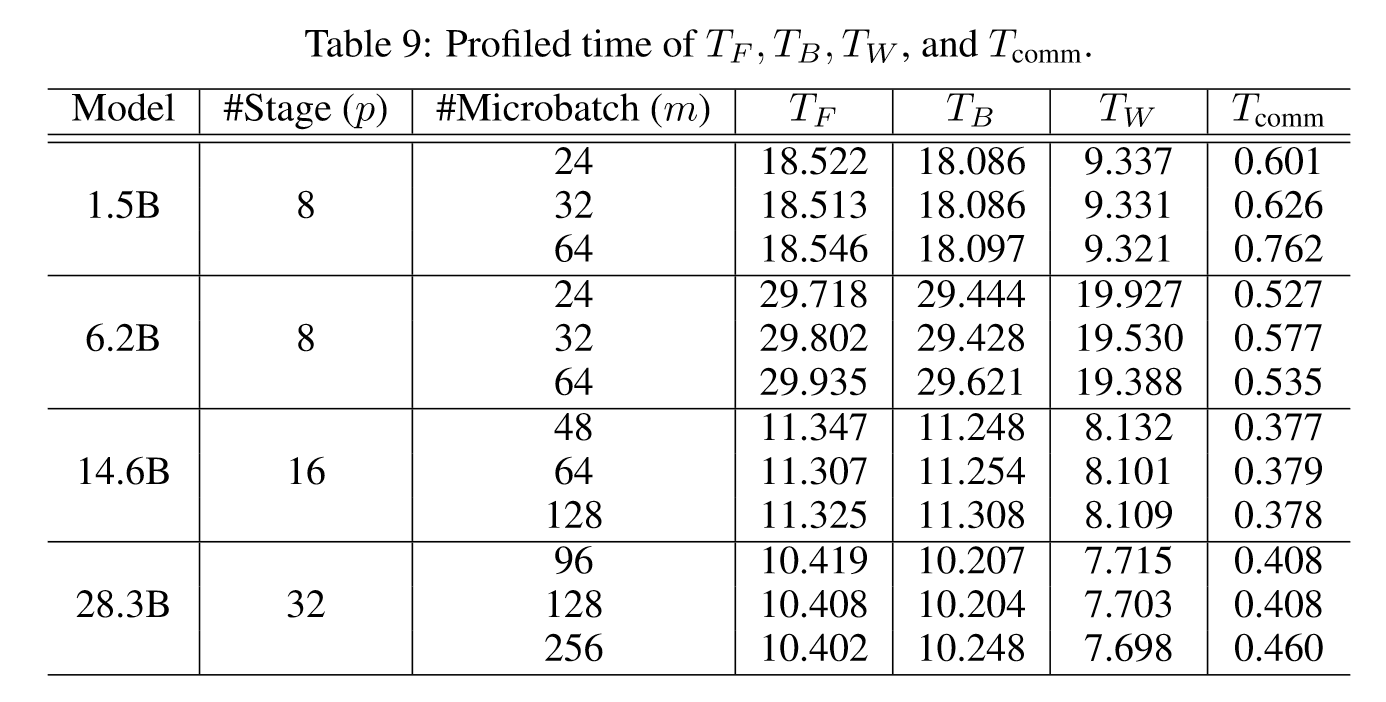 Table 9: Profiled time of T_F, T_B, T_W, and T_comm.
Model #Stage (p) #Microbatch (m) T_F T_B T_W T_comm
24 18.522 18.086 9.337 0.601
1.5B 8 32 18.513 18.086 9.331 0.626
64 18.546 18.097 9.321 0.762
24 29.718 29.444 19.927 0.527
6.2B 8 32 29.802 29.428 19.530 0.577
64 29.935 29.621 19.388 0.535
48 11.347 11.248 8.132 0.377
14.6B 16 64 11.307 11.254 8.101 0.379
128 11.325 11.308 8.109 0.378
96 10.419 10.207 7.715 0.408
28.3B 32 128 10.408 10.204 7.703 0.408
256 10.402 10.248 7.698 0.460